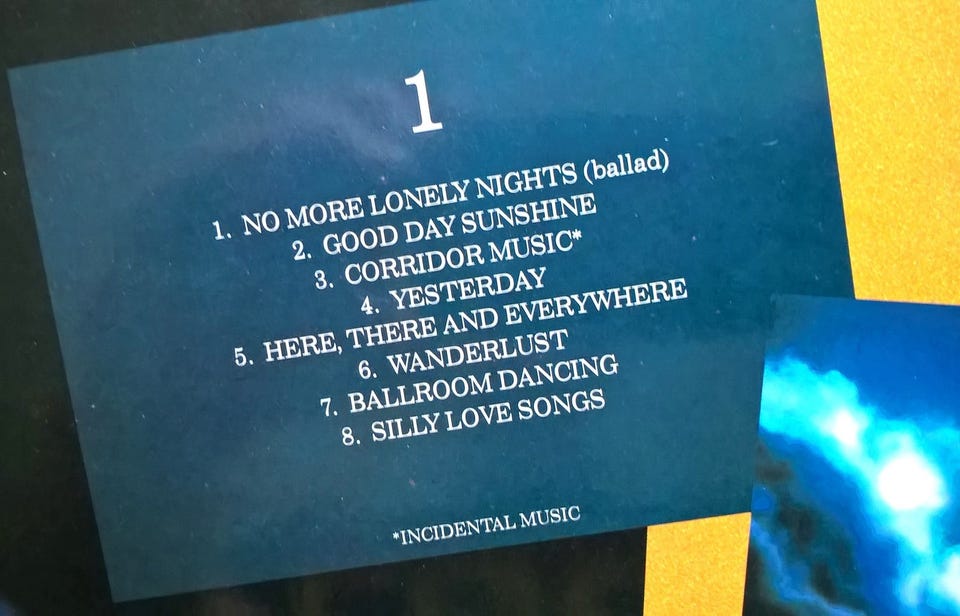 1
1. NO MORE LONELY NIGHTS (ballad)
2. GOOD DAY SUNSHINE
3. CORRIDOR MUSIC*
4. YESTERDAY
5. HERE, THERE AND EVERYWHERE
6. WANDERLUST
7. BALLROOM DANCING
8. SILLY LOVE SONGS
*INCIDENTAL MUSIC